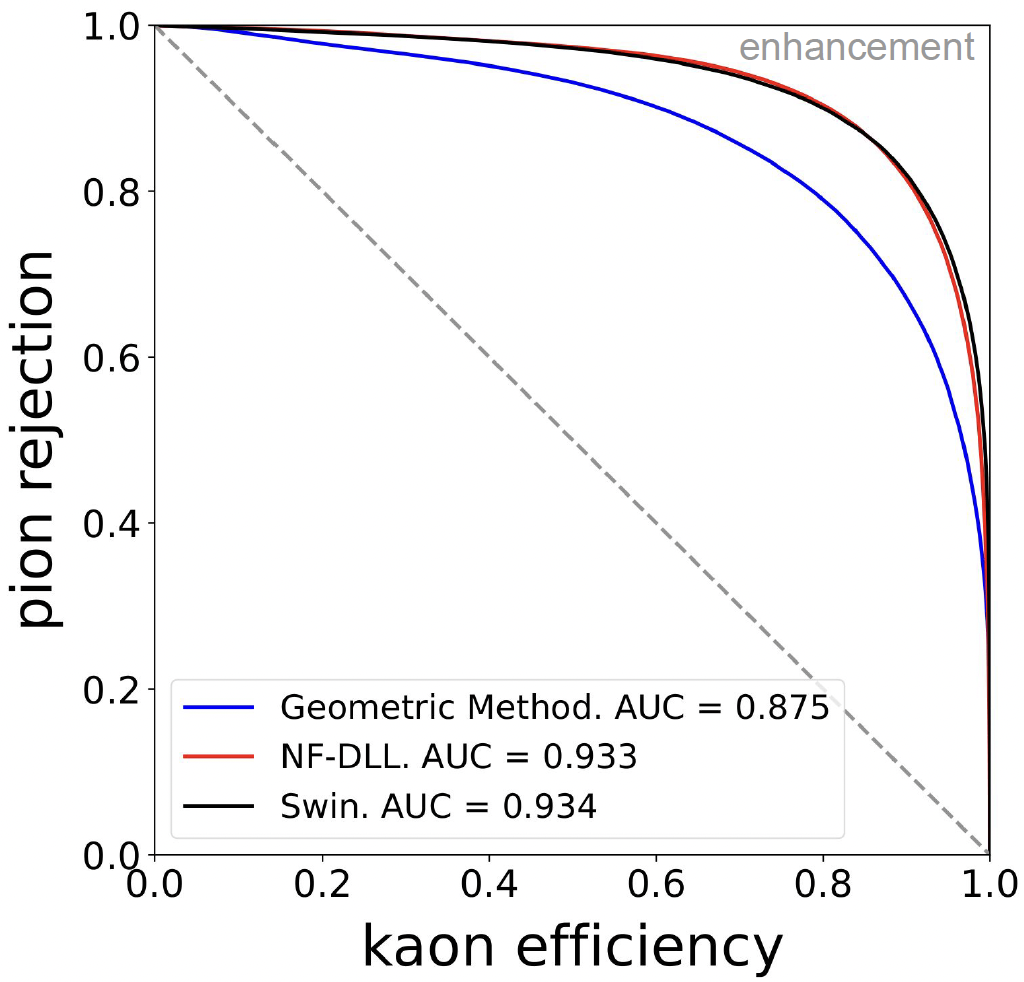 1.0
enhancement
0.8
0.6
0.4
0.2
0.0
pion rejection
Geometric Method. AUC = 0.875
NF-DLL. AUC = 0.933
Swin. AUC = 0.934
0.0 0.2 0.4 0.6 0.8 1.0
kaon efficiency